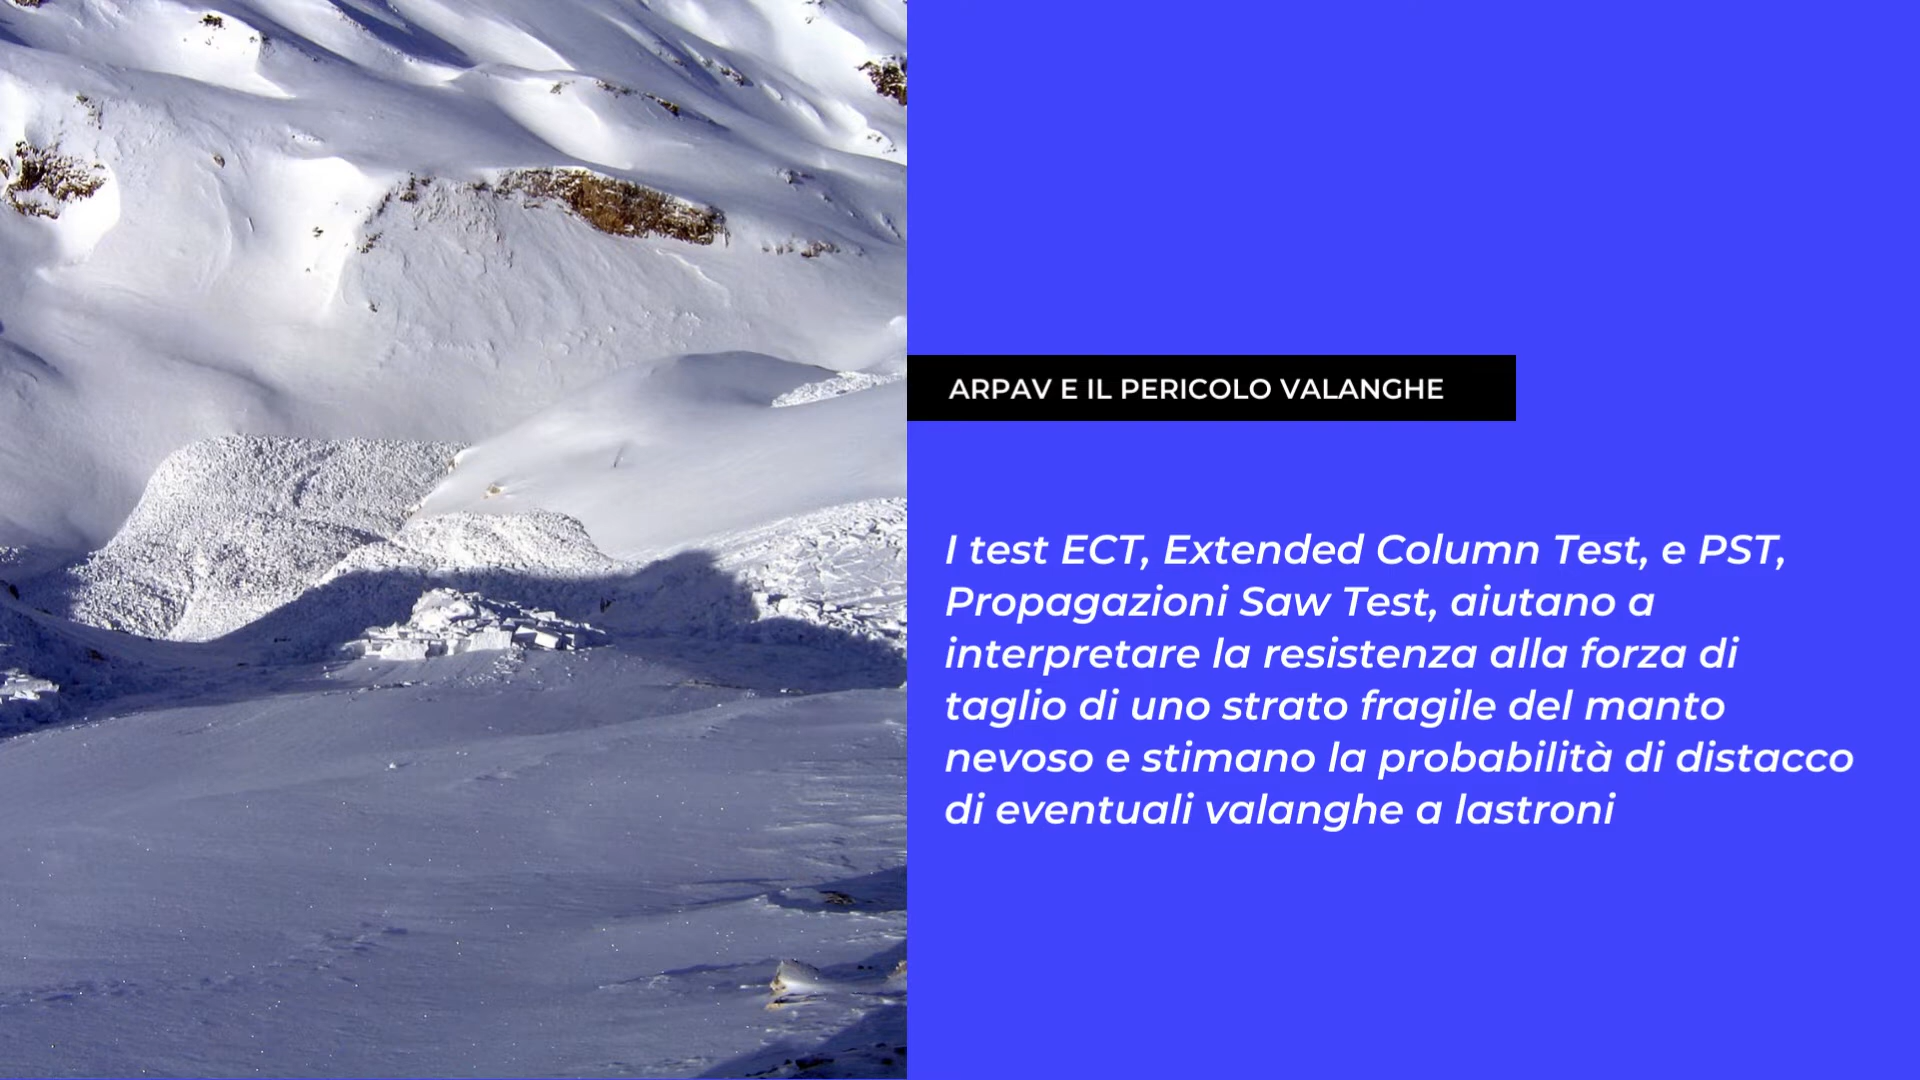 ARPAV E IL PERICOLO VALANGHE
I test ECT, Extended Column Test, e PST,
Propagazioni Saw Test, aiutano a
interpretare la resistenza alla forza di
taglio di uno strato fragile del manto
nevoso e stimano la probabilità di distacco
di eventuali valanghe a lastroni